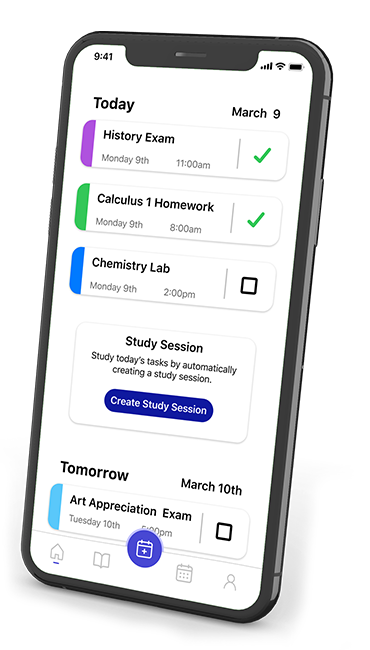 9:41
Today
March 9
History Exam
Monday 9th 11:00am
Calculus 1 Homework
Monday 9th 8:00am
Chemistry Lab
Monday 9th 2:00pm
Study Session
Study today's tasks by automatically
creating a study session.
Create Study Session
Tomorrow
March 10th
Art Appreciation Exam
Tuesday 10th